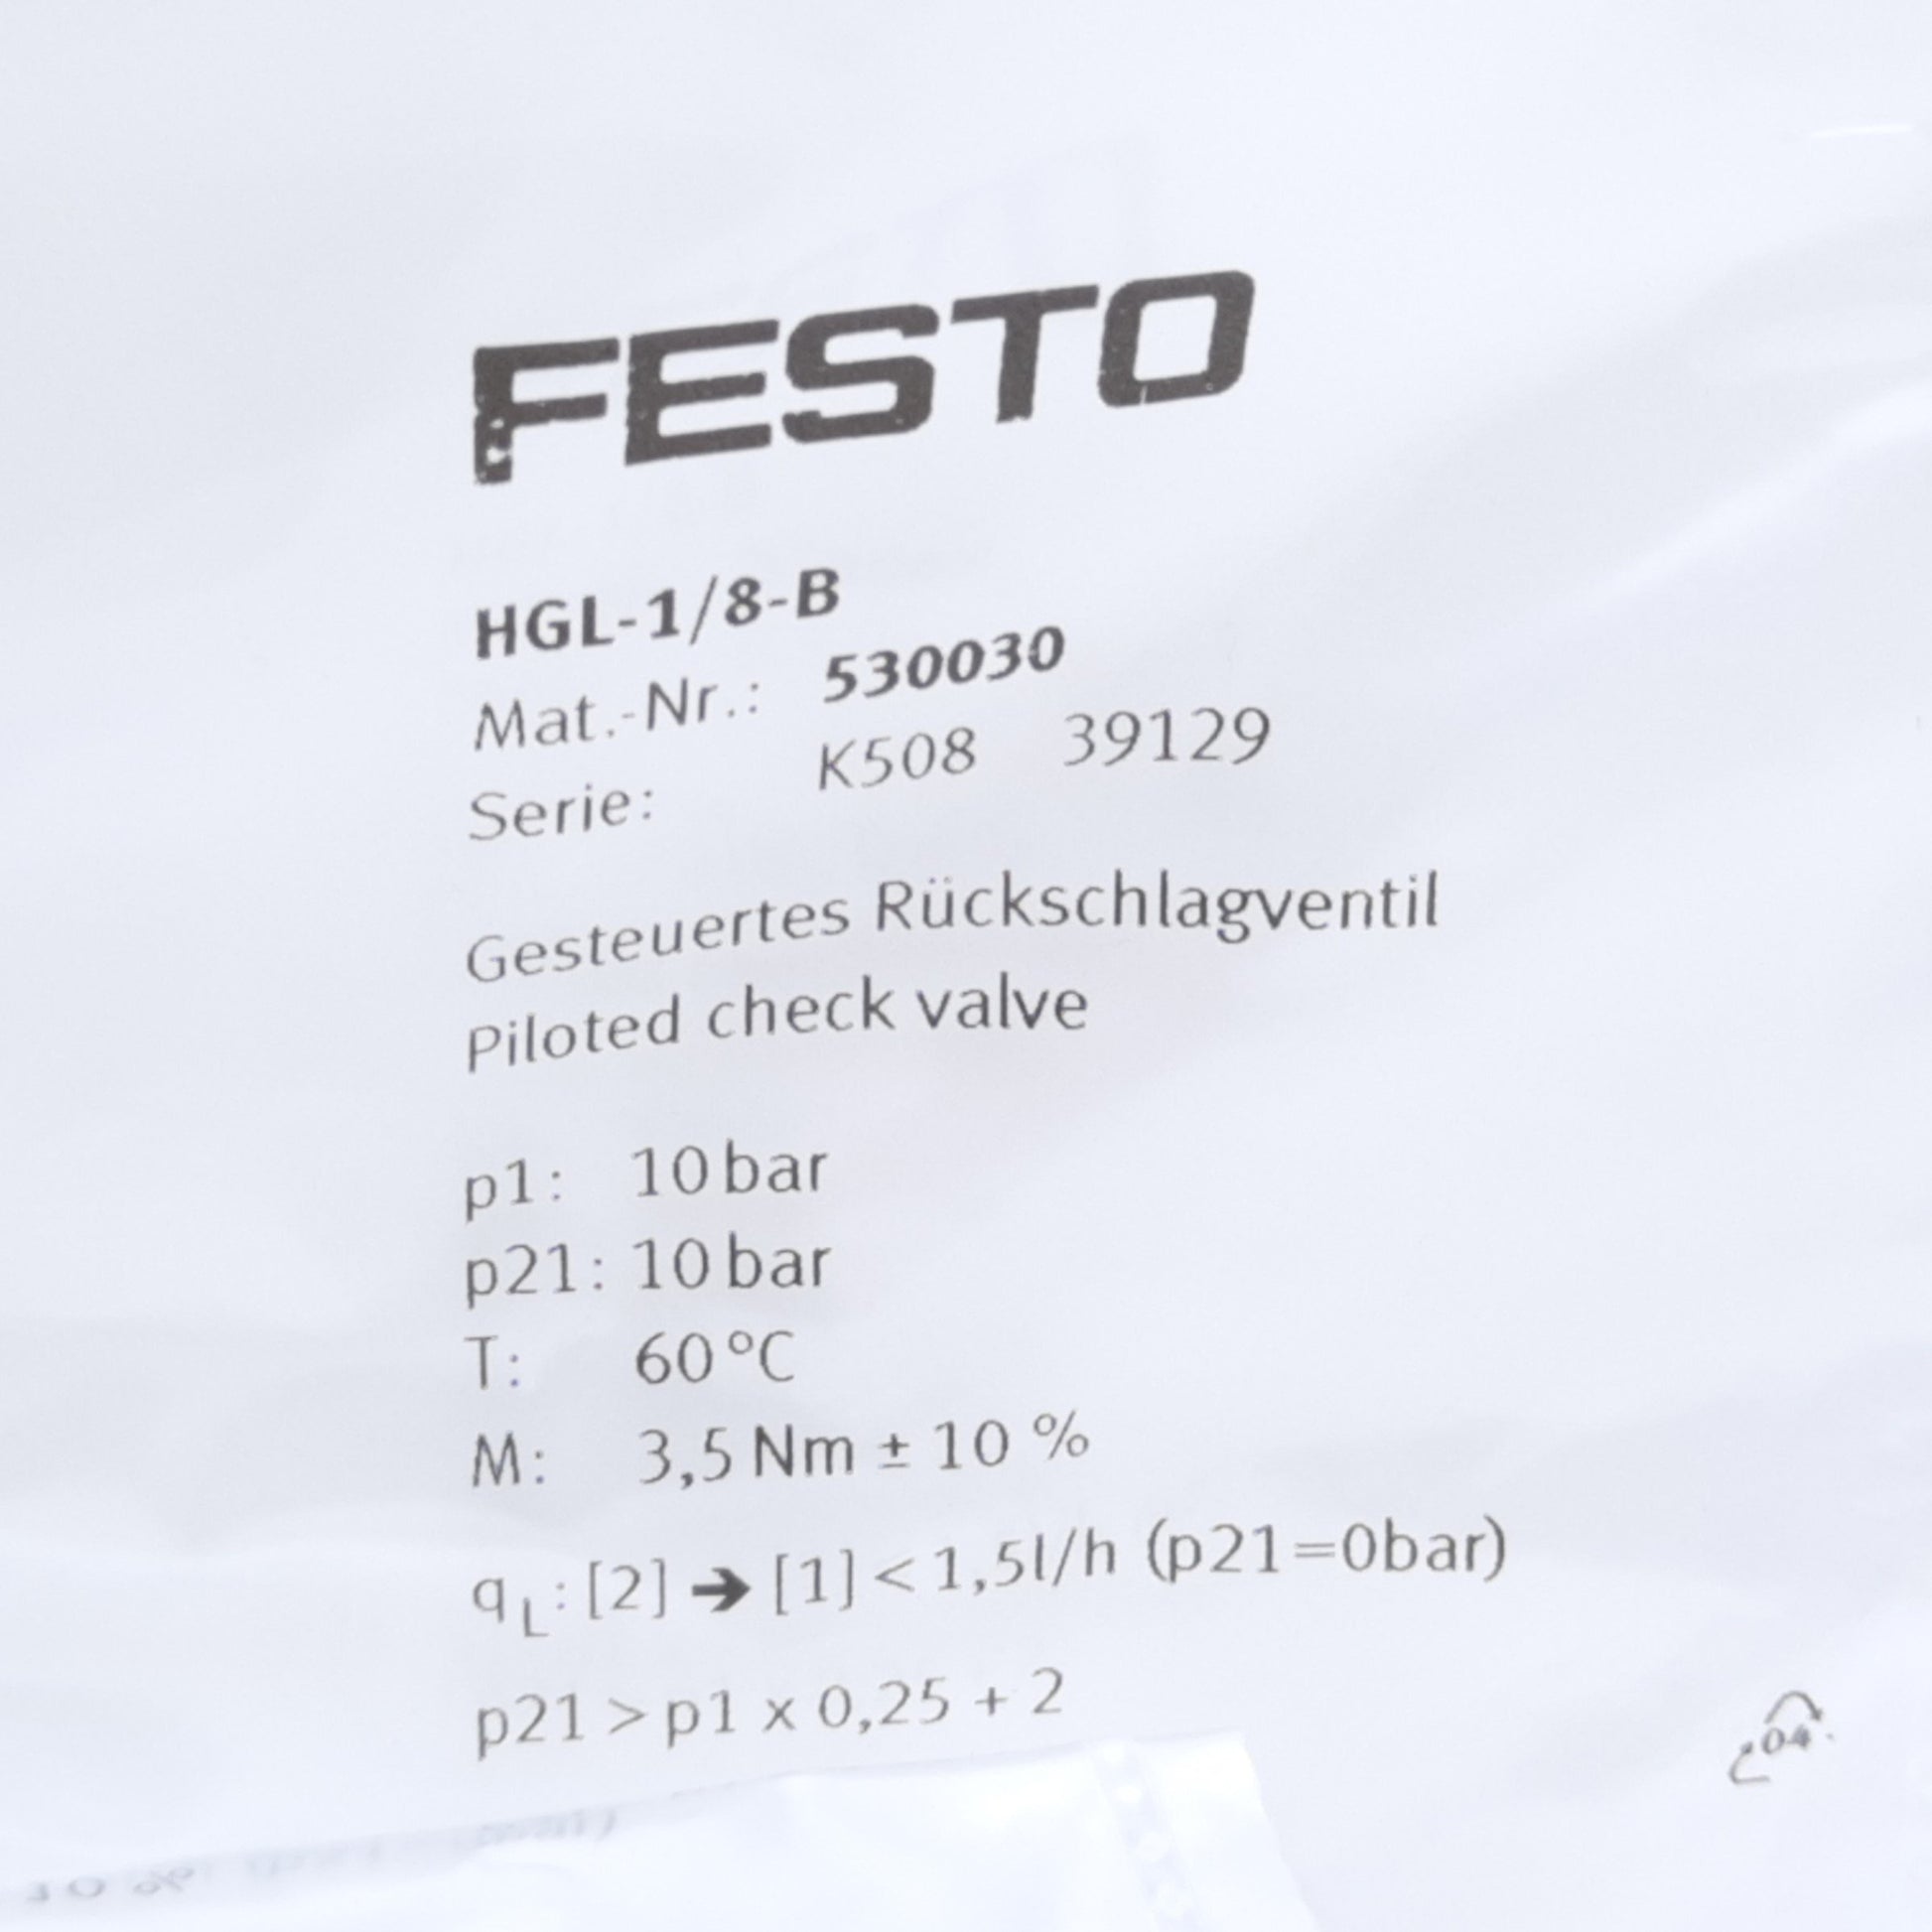 FESTO
HGL-1/8-B
Mat.-Nr.: 530030
Serie: K508 39129
Gesteuertes Rückschlagventil
Piloted check valve
p1: 10 bar
p21: 10 bar
T: 60 °C
M: 3,5 Nm ± 10 %
qL: [2] ➔ [1] < 1,5l/h (p21=0bar)
p21 > p1 x 0,25 + 2
04